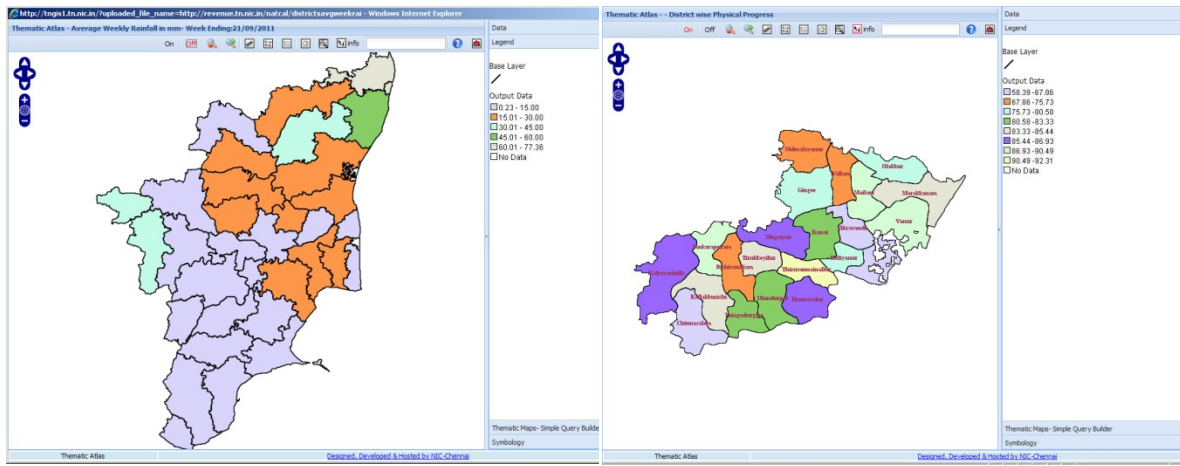 http://tngis1.tn.nic.in/?uploaded_file_name=http://revenue.tn.nic.in/natcal/districtsavgweekrai - Windows Internet Explorer
Thematic Atlas - Average Weekly Rainfall in mm- Week Ending:21/09/2011
On Off info
Data
Legend
Base Layer
Output Data
0.23 - 15.00
15.01 - 30.00
30.01 - 45.00
45.01 - 60.00
60.01 - 77.36
No Data
Thematic Maps- Simple Query Builde
Symbology
Thematic Atlas
Designed, Developed & Hosted by NIC-Chennai
Thematic Atlas - - District wise Physical Progress
On Off info
Data
Legend
Base Layer
Output Data
58.39 -67.86
67.86 -75.73
75.73 -80.58
80.58 -83.33
83.33 -85.44
85.44 -86.93
86.93 -90.49
90.49 -92.31
No Data
Gingee
Vallam
Mailam
Vanur
Kanai
Thematic Maps- Simple Query Builder
Symbology
Thematic Atlas
Designed, Developed & Hosted by NIC-Chennai